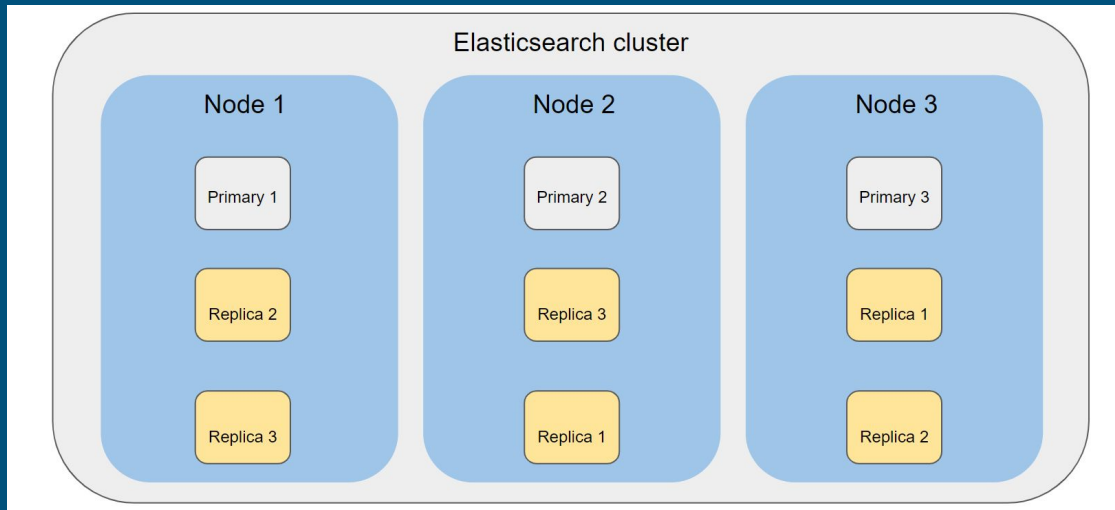 Elasticsearch cluster
Node 1
Primary 1
Replica 2
Replica 3
Node 2
Primary 2
Replica 3
Replica 1
Node 3
Primary 3
Replica 1
Replica 2